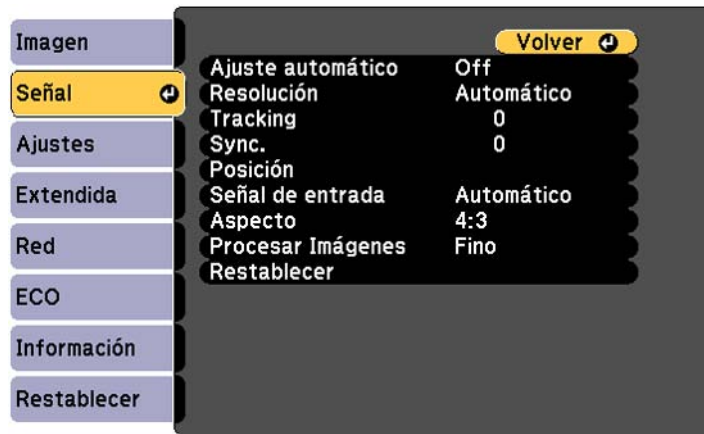 Imagen
Señal
Ajustes
Extendida
Red
ECO
Información
Restablecer
Volver
Ajuste automático Off
Resolución Automático
Tracking 0
Sync. 0
Posición
Señal de entrada Automático
Aspecto 4:3
Procesar Imágenes Fino
Restablecer